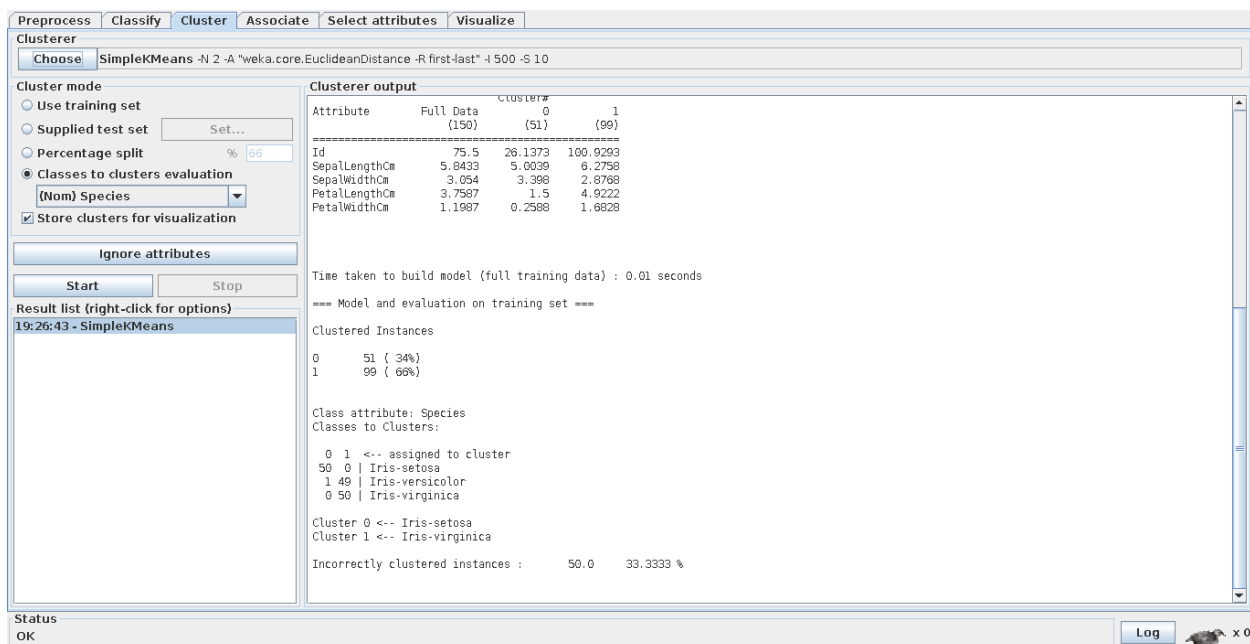 Preprocess Classify Cluster Associate Select attributes Visualize
Clusterer
Choose SimpleKMeans -N 2 -A "weka.core.EuclideanDistance -R first-last" -I 500 -S 10
Cluster mode
Use training set
Supplied test set Set...
Percentage split % 66
Classes to clusters evaluation
(Nom) Species
Store clusters for visualization
Ignore attributes
Start Stop
Result list (right-click for options)
19:26:43 - SimpleKMeans
Clusterer output
Cluster#
Attribute Full Data 0 1
(150) (51) (99)
================================================
Id 75.5 26.1373 100.9293
SepalLengthCm 5.8433 5.0039 6.2758
SepalWidthCm 3.054 3.398 2.8768
PetalLengthCm 3.7587 1.5 4.9222
PetalWidthCm 1.1987 0.2588 1.6828
Time taken to build model (full training data) : 0.01 seconds
=== Model and evaluation on training set ===
Clustered Instances
0 51 ( 34%)
1 99 ( 66%)
Class attribute: Species
Classes to Clusters:
0 1 <-- assigned to cluster
50 0 | Iris-setosa
1 49 | Iris-versicolor
0 50 | Iris-virginica
Cluster 0 <-- Iris-setosa
Cluster 1 <-- Iris-virginica
Incorrectly clustered instances : 50.0 33.3333 %
Status
OK
Log x 0